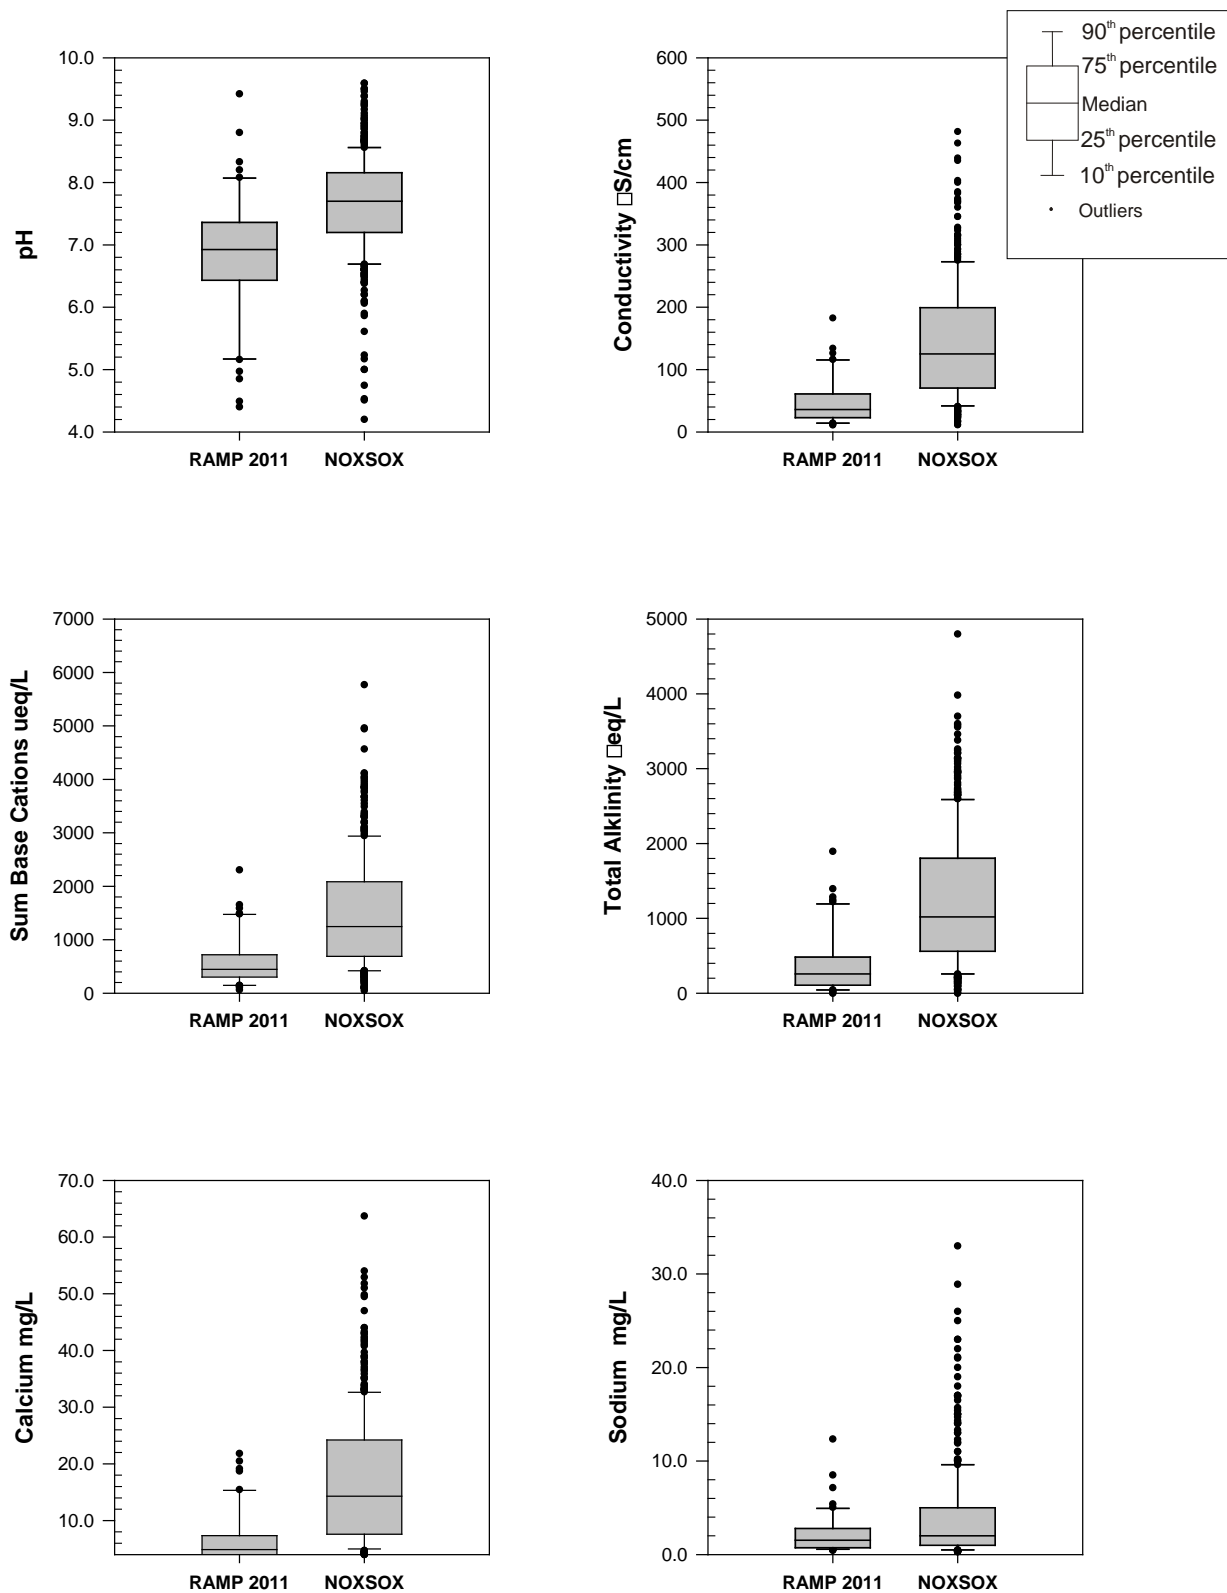 90th percentile
75th percentile
Median
25th percentile
10th percentile
Outliers
pH
10.0
9.0
8.0
7.0
6.0
5.0
4.0
RAMP 2011 NOXSOX
Conductivity □S/cm
600
500
400
300
200
100
0
RAMP 2011 NOXSOX
Sum Base Cations ueq/L
7000
6000
5000
4000
3000
2000
1000
0
RAMP 2011 NOXSOX
Total Alklinity □eq/L
5000
4000
3000
2000
1000
0
RAMP 2011 NOXSOX
Calcium mg/L
70.0
60.0
50.0
40.0
30.0
20.0
10.0
RAMP 2011 NOXSOX
Sodium mg/L
40.0
30.0
20.0
10.0
0.0
RAMP 2011 NOXSOX